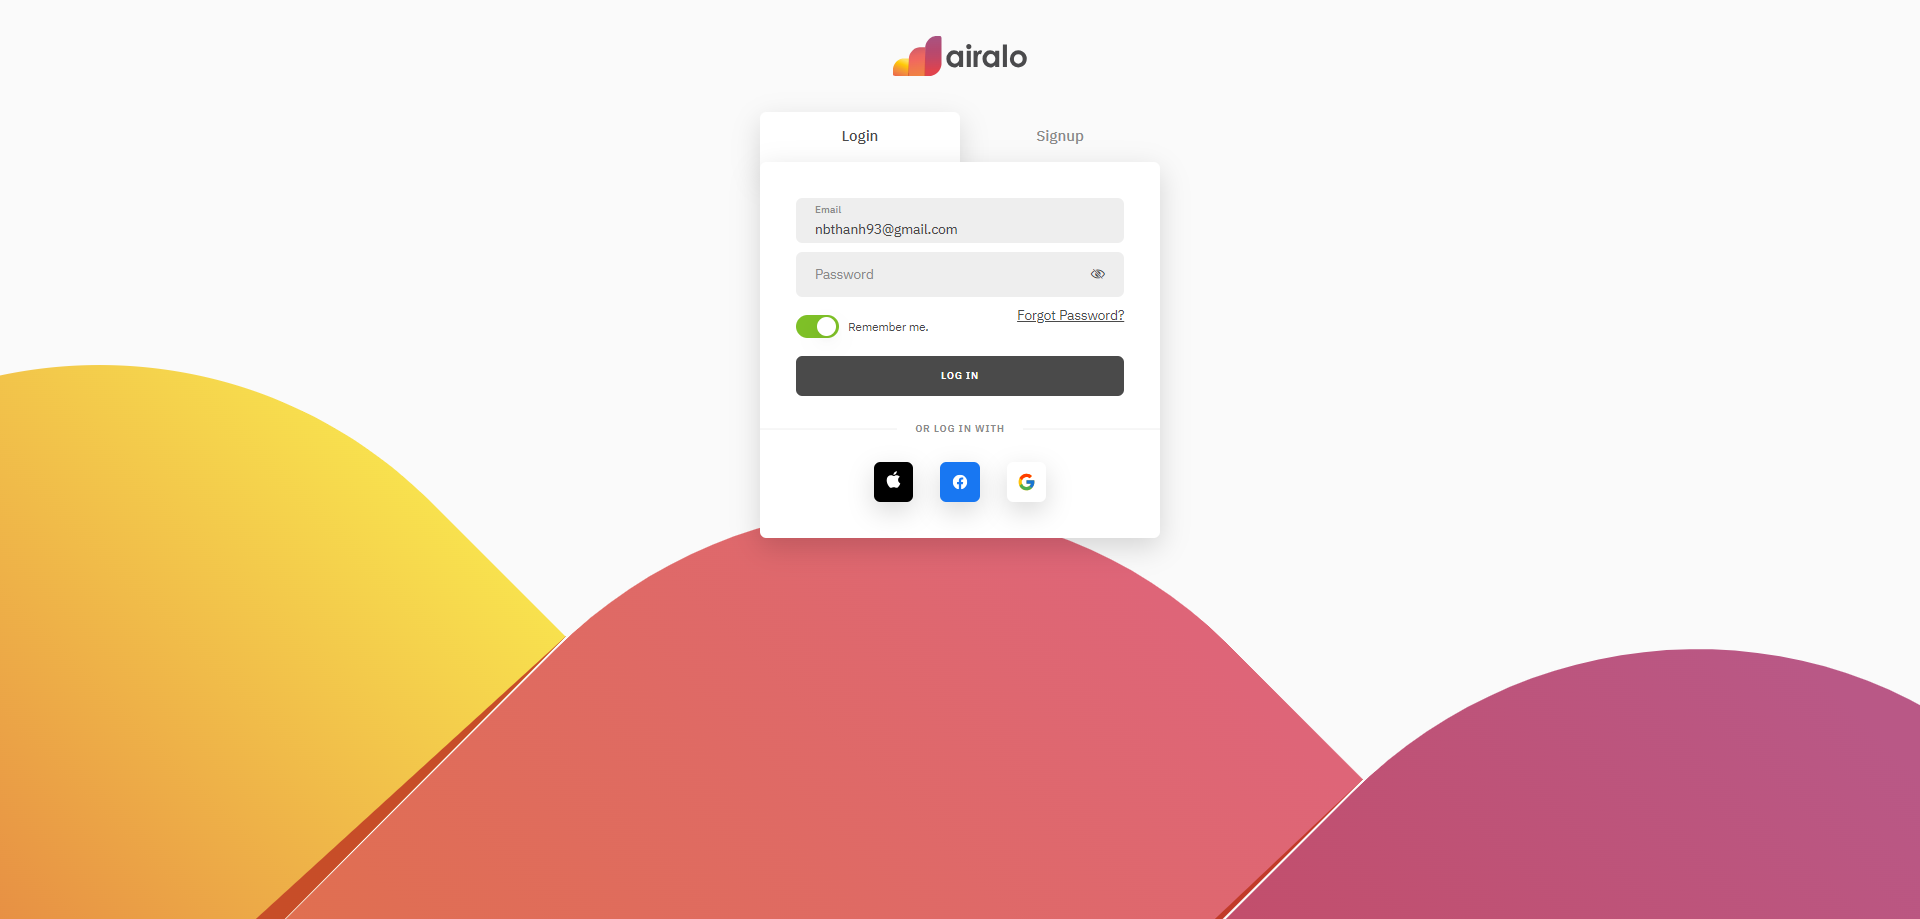 airalo
Login
Signup
Email
nbthanh93@gmail.com
Password
Remember me.
Forgot Password?
LOG IN
OR LOG IN WITH